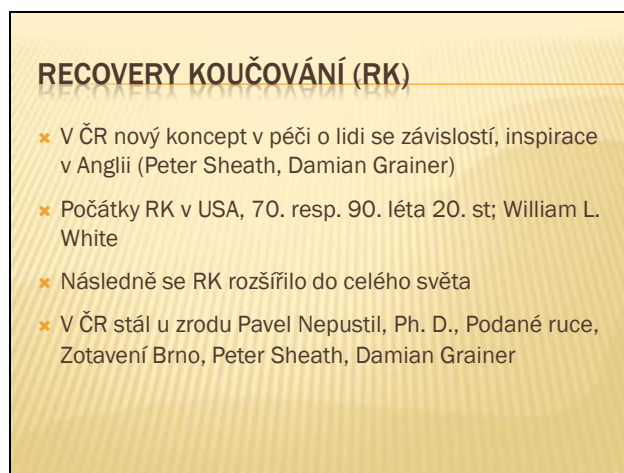 RECOVERY KOUČOVÁNÍ (RK)
V ČR nový koncept v péči o lidi se závislostí, inspirace
v Anglii (Peter Sheath, Damian Grainer)
Počátky RK v USA, 70. resp. 90. léta 20. st; William L.
White
Následně se RK rozšířilo do celého světa
V ČR stál u zrodu Pavel Nepustil, Ph. D., Podané ruce,
Zotavení Brno, Peter Sheath, Damian Grainer